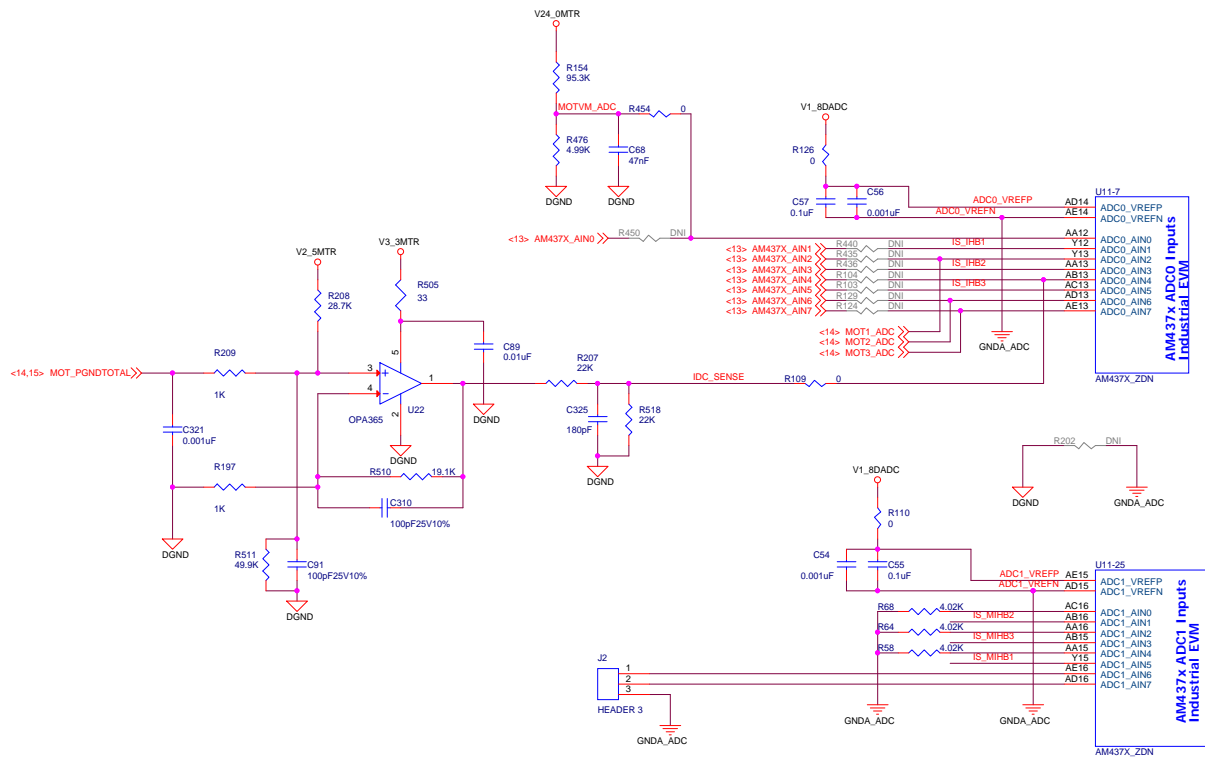 V24_0MTR
R154
95.3K
MOTVM_ADC
R454
0
R476
4.99K
C68
47nF
DGND
DGND
V1_8DADC
R126
0
C57
0.1uF
C56
0.001uF
ADC0_VREFP
ADC0_VREFN
U11-7
AD14
ADC0_VREFP
AE14
ADC0_VREFN
<13> AM437X_AIN0
R450
DNI
AA12
ADC0_AIN0
<13> AM437X_AIN1
R440
DNI
IS_IHB1
Y12
ADC0_AIN1
<13> AM437X_AIN2
R435
DNI
Y13
ADC0_AIN2
<13> AM437X_AIN3
R436
DNI
IS_IHB2
AA13
ADC0_AIN3
<13> AM437X_AIN4
R104
DNI
AB13
ADC0_AIN4
<13> AM437X_AIN5
R103
DNI
IS_IHB3
AC13
ADC0_AIN5
<13> AM437X_AIN6
R129
DNI
AD13
ADC0_AIN6
<13> AM437X_AIN7
R124
DNI
AE13
ADC0_AIN7
<14> MOT1_ADC
<14> MOT2_ADC
<14> MOT3_ADC
GNDA_ADC
AM437x ADC0 Inputs
Industrial EVM
AM437X_ZDN
V2_5MTR
V3_3MTR
R208
28.7K
R505
33
C89
0.01uF
DGND
<14,15> MOT_PGNDTOTAL
R209
1K
3
4
5
2
1
+
-
OPA365
U22
DGND
R207
22K
IDC_SENSE
R109
0
C325
180pF
R518
22K
DGND
C321
0.001uF
R197
1K
DGND
R510
19.1K
C310
100pF25V10%
R511
49.9K
C91
100pF25V10%
DGND
R202
DNI
DGND
GNDA_ADC
V1_8DADC
R110
0
C54
0.001uF
C55
0.1uF
U11-25
ADC1_VREFP
AE15
ADC1_VREFP
ADC1_VREFN
AD15
ADC1_VREFN
R68
4.02K
AC16
ADC1_AIN0
IS_MIHB2
AB16
ADC1_AIN1
R64
4.02K
AA16
ADC1_AIN2
IS_MIHB3
AB15
ADC1_AIN3
R58
4.02K
AA15
ADC1_AIN4
IS_MIHB1
Y15
ADC1_AIN5
AE16
ADC1_AIN6
AD16
ADC1_AIN7
J2
1
2
3
HEADER 3
GNDA_ADC
GNDA_ADC
GNDA_ADC
AM437x ADC1 Inputs
Industrial EVM
AM437X_ZDN